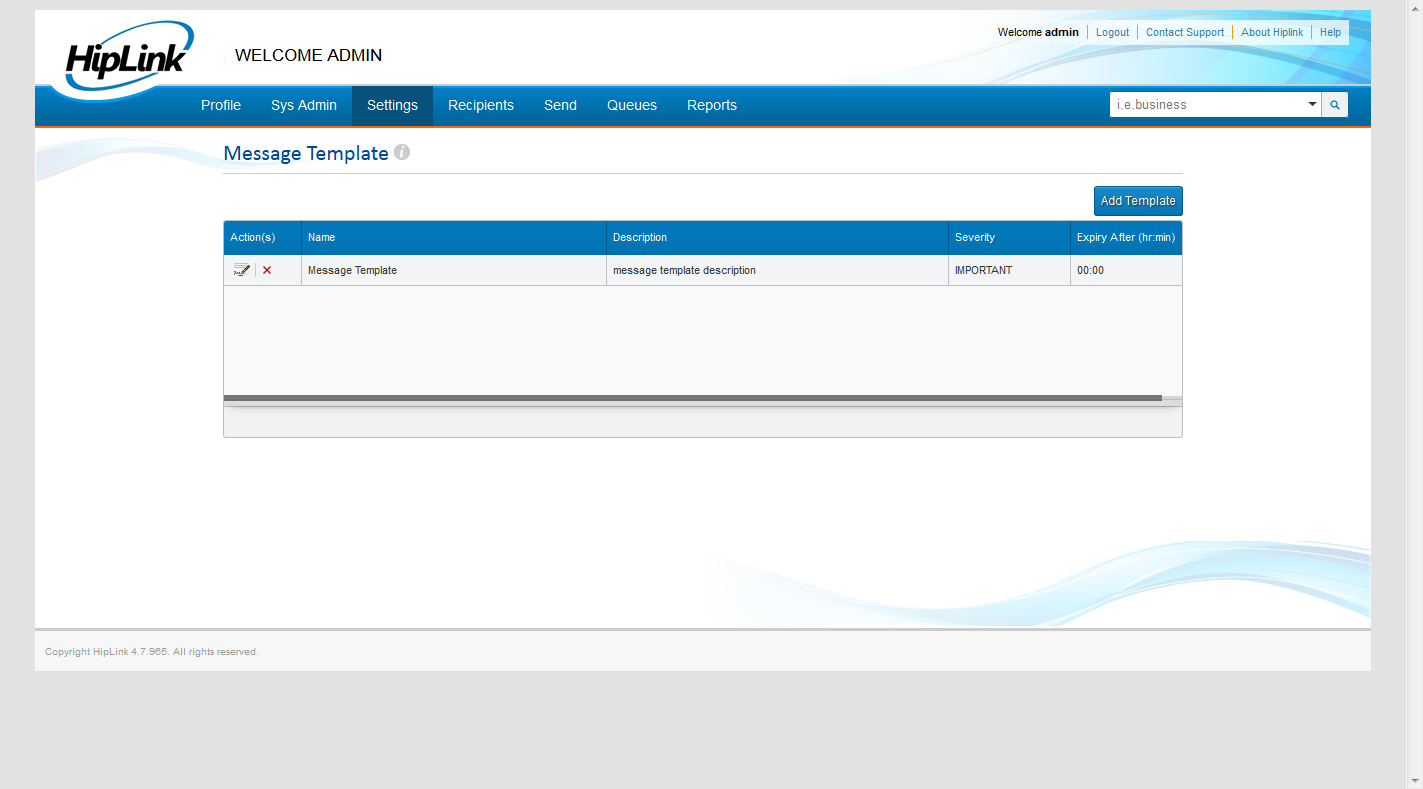 HipLink
WELCOME ADMIN
Welcome admin
Logout
Contact Support
About Hiplink
Help
Profile
Sys Admin
Settings
Recipients
Send
Queues
Reports
i.e.business
Message Template
i
Add Template
Action(s)
Name
Description
Severity
Expiry After (hr:min)
Message Template
message template description
IMPORTANT
00:00
Copyright HipLink 4.7.965. All rights reserved.